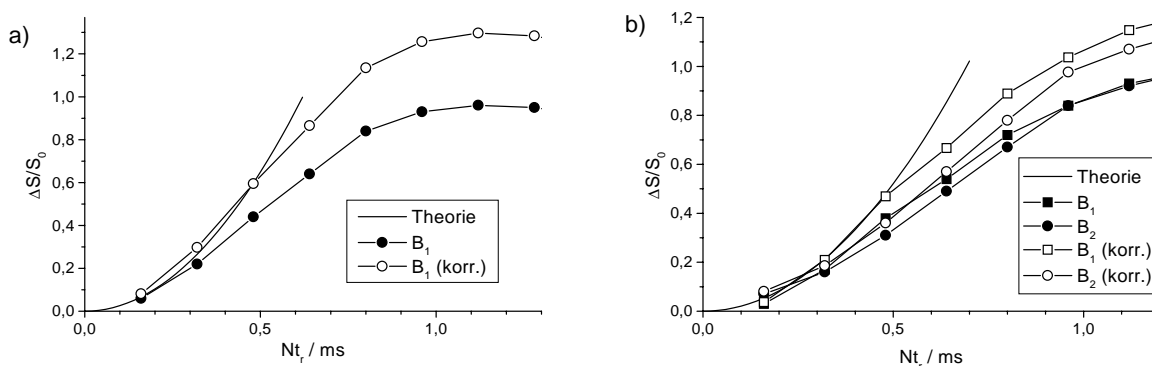 a)
1,2
1,0
0,8
0,6
0,4
0,2
0,0
0,0
0,5
1,0
ΔS/S₀
Nt_r / ms
Theorie
B₁
B₁ (korr.)
b)
1,2
1,0
0,8
0,6
0,4
0,2
0,0
0,0
0,5
1,0
ΔS/S₀
Nt_r / ms
Theorie
B₁
B₂
B₁ (korr.)
B₂ (korr.)